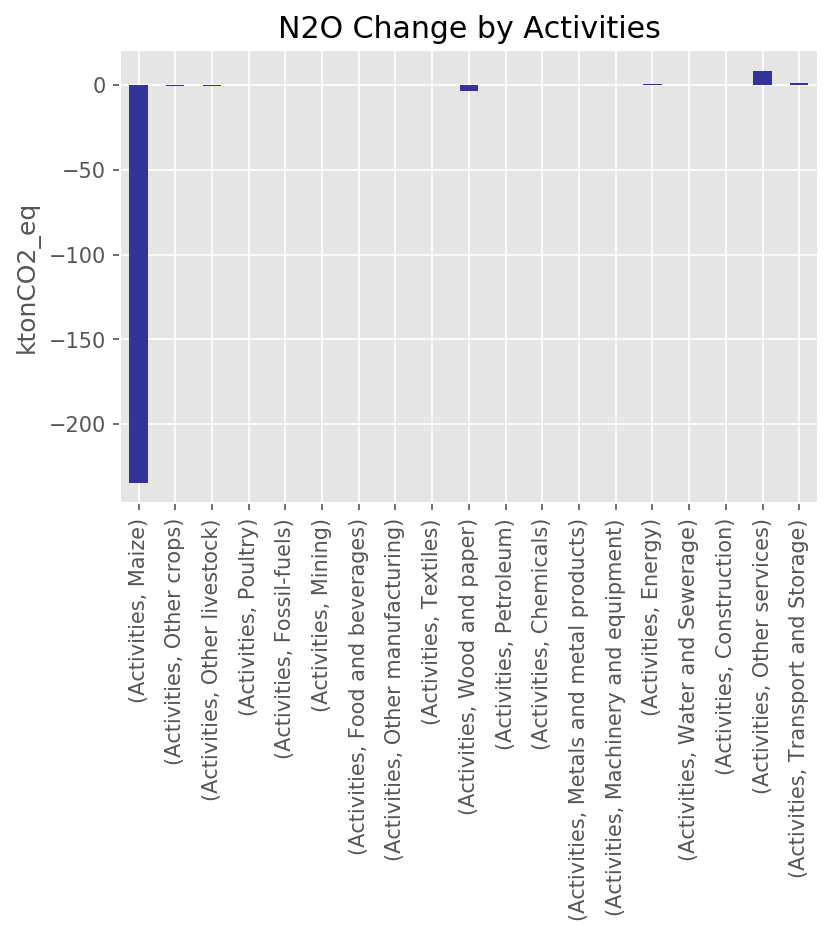 N2O Change by Activities
ktonCO2_eq
0
−50
−100
−150
−200
(Activities, Maize)
(Activities, Other crops)
(Activities, Other livestock)
(Activities, Poultry)
(Activities, Fossil-fuels)
(Activities, Mining)
(Activities, Food and beverages)
(Activities, Other manufacturing)
(Activities, Textiles)
(Activities, Wood and paper)
(Activities, Petroleum)
(Activities, Chemicals)
(Activities, Metals and metal products)
(Activities, Machinery and equipment)
(Activities, Energy)
(Activities, Water and Sewerage)
(Activities, Construction)
(Activities, Other services)
(Activities, Transport and Storage)